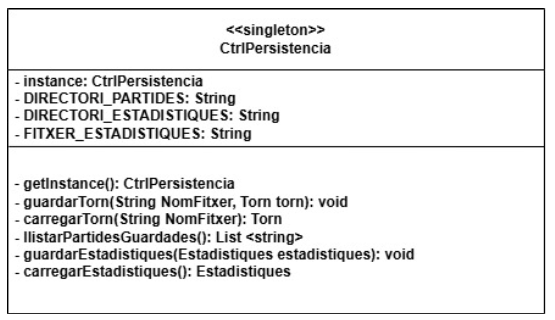 <<singleton>>
CtrlPersistencia
- instance: CtrlPersistencia
- DIRECTORI_PARTIDES: String
- DIRECTORI_ESTADISTIQUES: String
- FITXER_ESTADISTIQUES: String
- getInstance(): CtrlPersistencia
- guardarTorn(String NomFitxer, Torn torn): void
- carregarTorn(String NomFitxer): Torn
- llistarPartidesGuardades(): List <string>
- guardarEstadistiques(Estadistiques estadistiques): void
- carregarEstadistiques(): Estadistiques